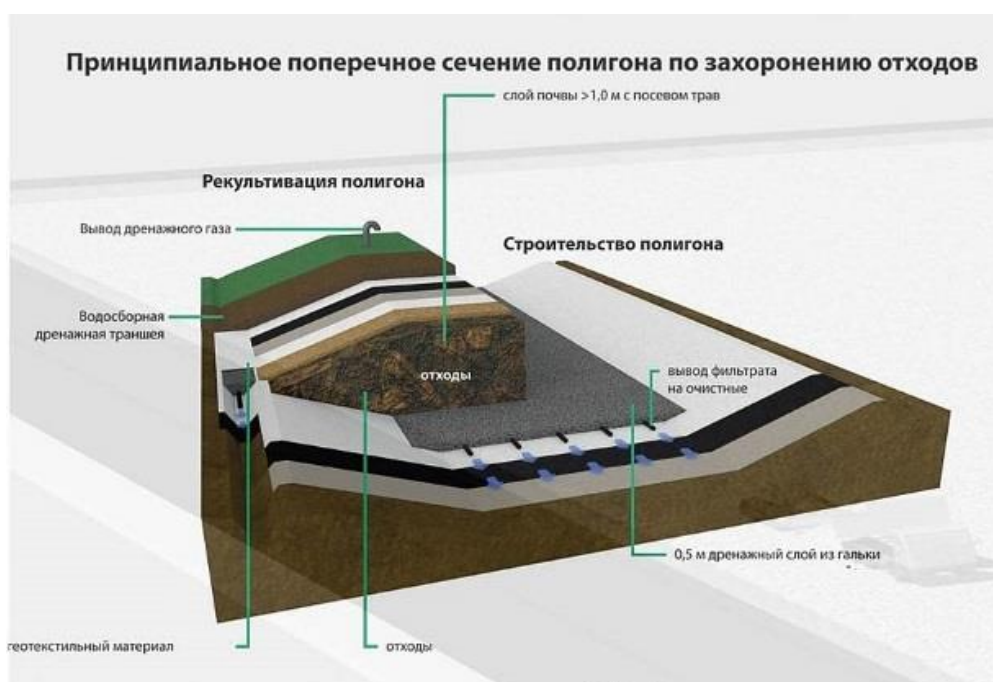 Принципиальное поперечное сечение полигона по захоронению отходов
слой почвы >1,0 м с посевом трав
Рекультивация полигона
Вывод дренажного газа
Строительство полигона
Водосборная
дренажная траншея
отходы
вывод фильтрата
на очистные
0,5 м дренажный слой из гальки
геотекстильный материал
отходы